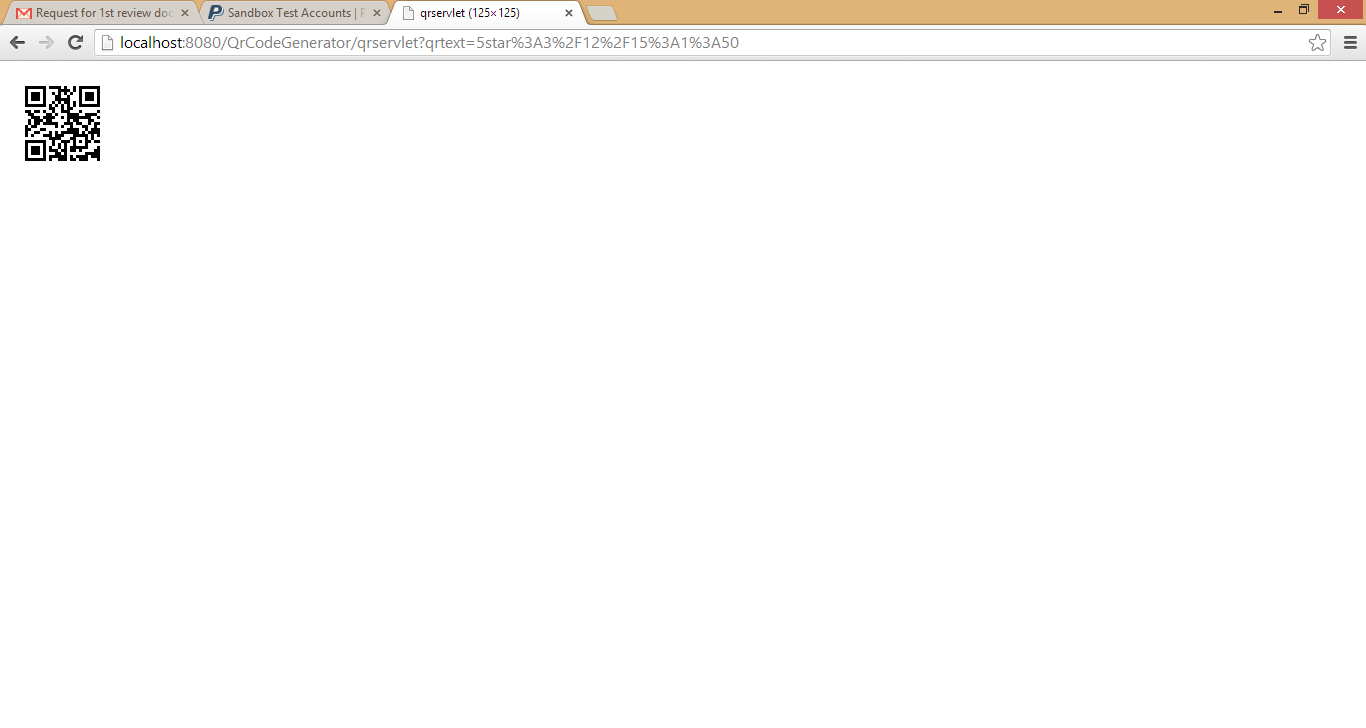 Request for 1st review doc
Sandbox Test Accounts | P
qrservlet (125×125)
localhost:8080/QrCodeGenerator/qrservlet?qrtext=5star%3A3%2F12%2F15%3A1%3A50